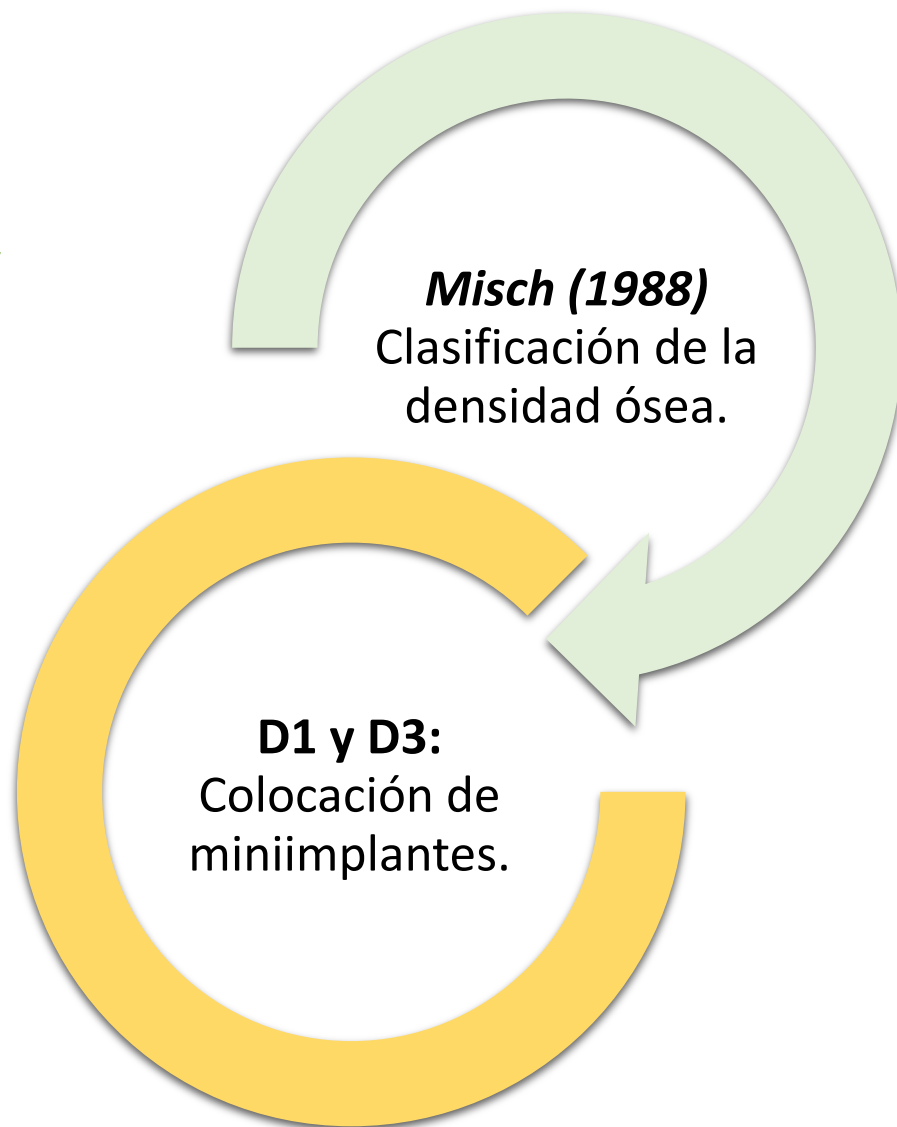 Misch (1988)
Clasificación de la
densidad ósea.
D1 y D3:
Colocación de
miniimplantes.